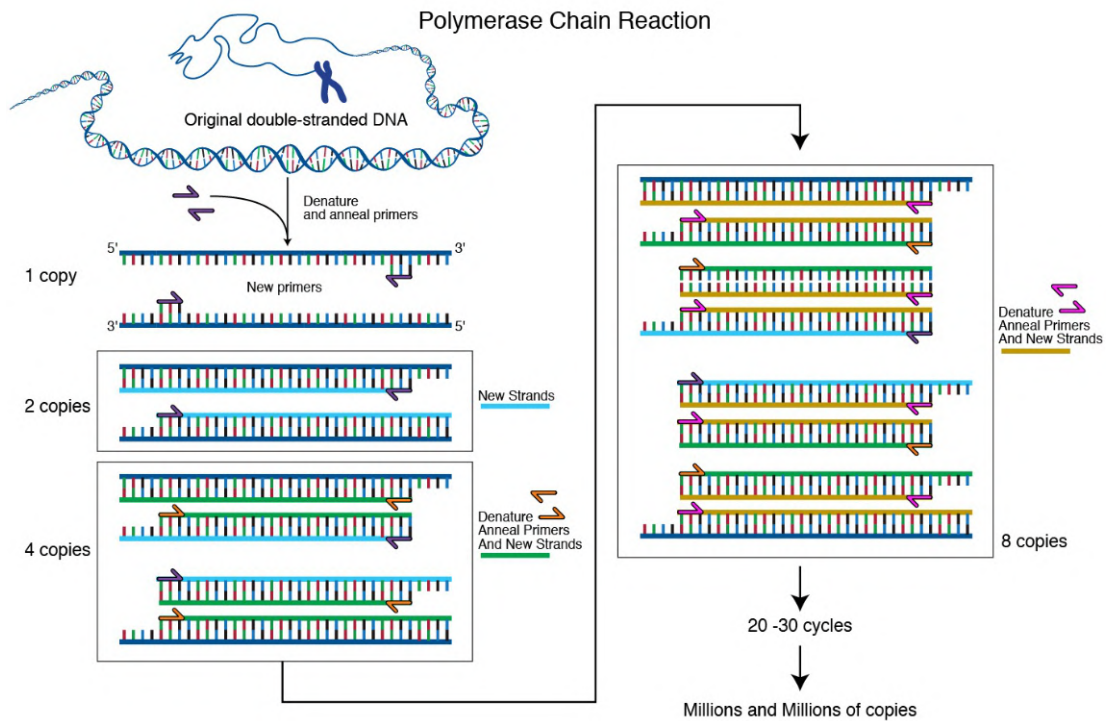 Polymerase Chain Reaction
Original double-stranded DNA
Denature
and anneal primers
5'
3'
1 copy
New primers
3'
5'
2 copies
New Strands
4 copies
Denature
Anneal Primers
And New Strands
Denature
Anneal Primers
And New Strands
8 copies
20 -30 cycles
Millions and Millions of copies